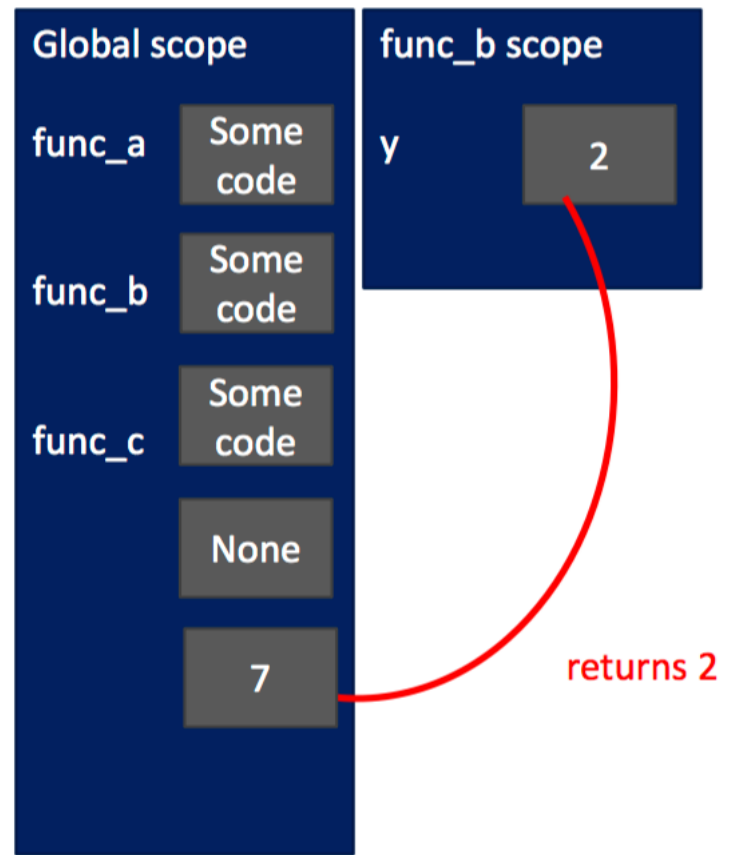 Global scope
func_a
Some
code
func_b
Some
code
func_c
Some
code
None
7
func_b scope
y
2
returns 2